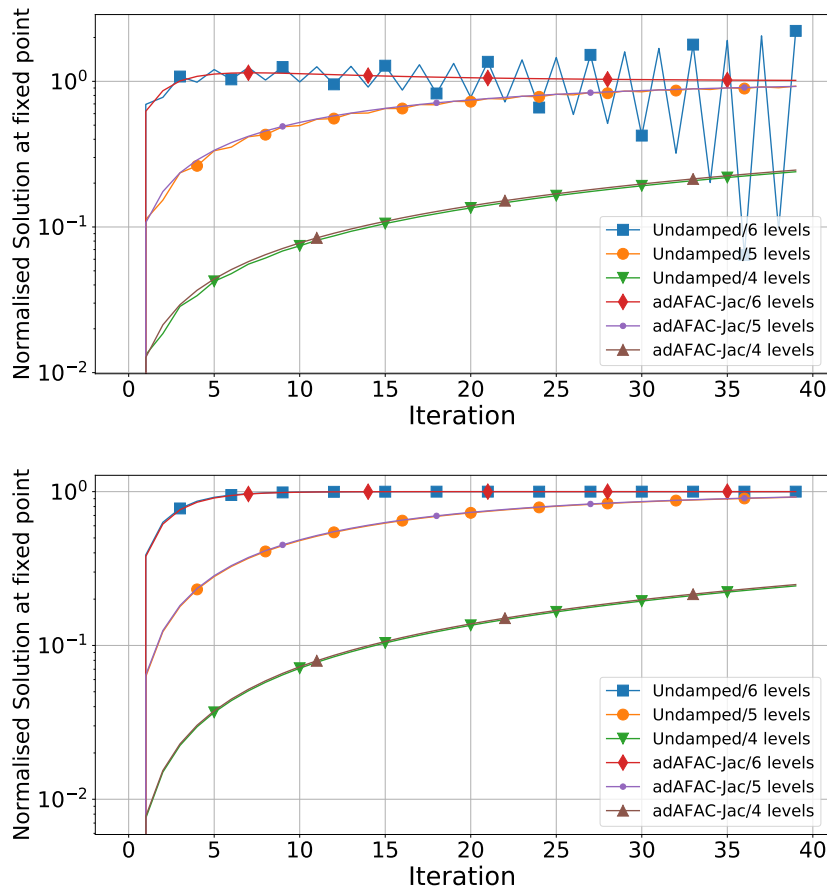 Normalised Solution at fixed point
10⁰
10⁻¹
10⁻²
Undamped/6 levels
Undamped/5 levels
Undamped/4 levels
adAFAC-Jac/6 levels
adAFAC-Jac/5 levels
adAFAC-Jac/4 levels
0 5 10 15 20 25 30 35 40
Iteration
Normalised Solution at fixed point
10⁰
10⁻¹
10⁻²
Undamped/6 levels
Undamped/5 levels
Undamped/4 levels
adAFAC-Jac/6 levels
adAFAC-Jac/5 levels
adAFAC-Jac/4 levels
0 5 10 15 20 25 30 35 40
Iteration